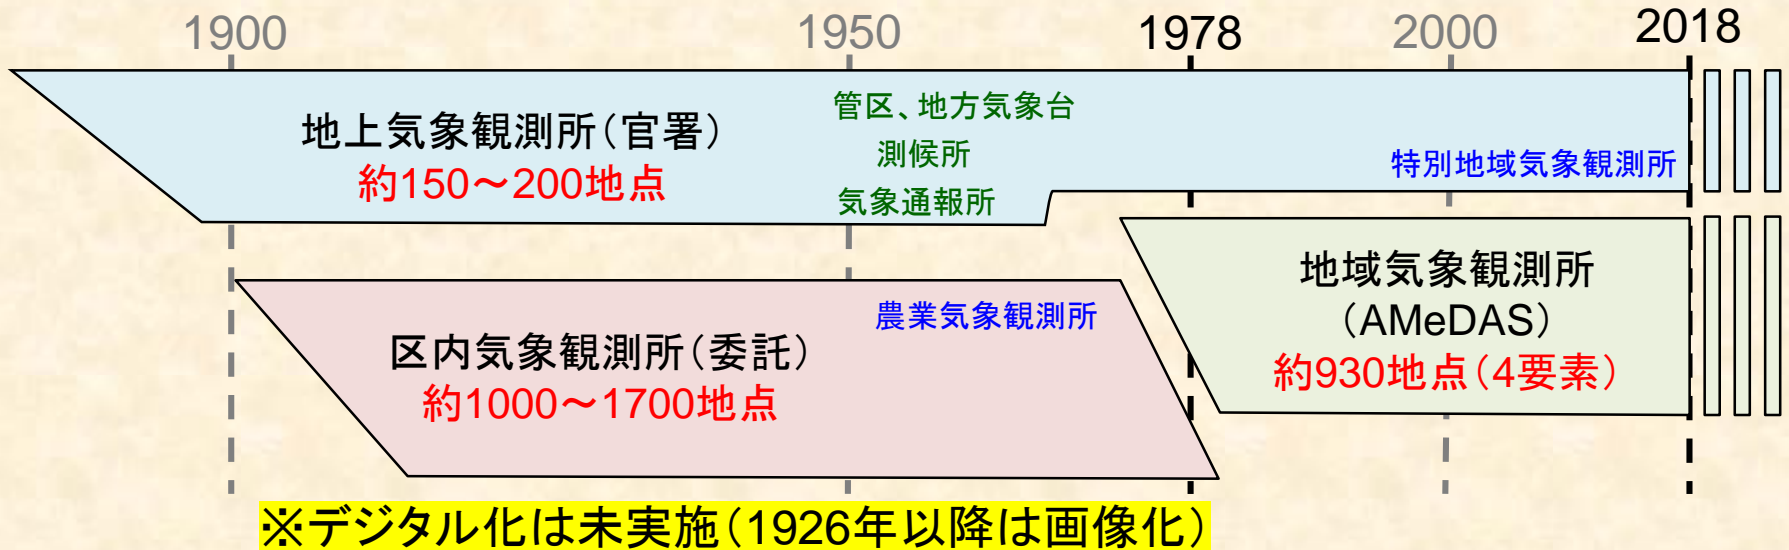 1900
1950
1978
2000
2018
地上気象観測所（官署）
約150～200地点
管区、地方気象台
測候所
気象通報所
特別地域気象観測所
区内気象観測所（委託）
約1000～1700地点
農業気象観測所
地域気象観測所
（AMeDAS）
約930地点（4要素）
※デジタル化は未実施（1926年以降は画像化）